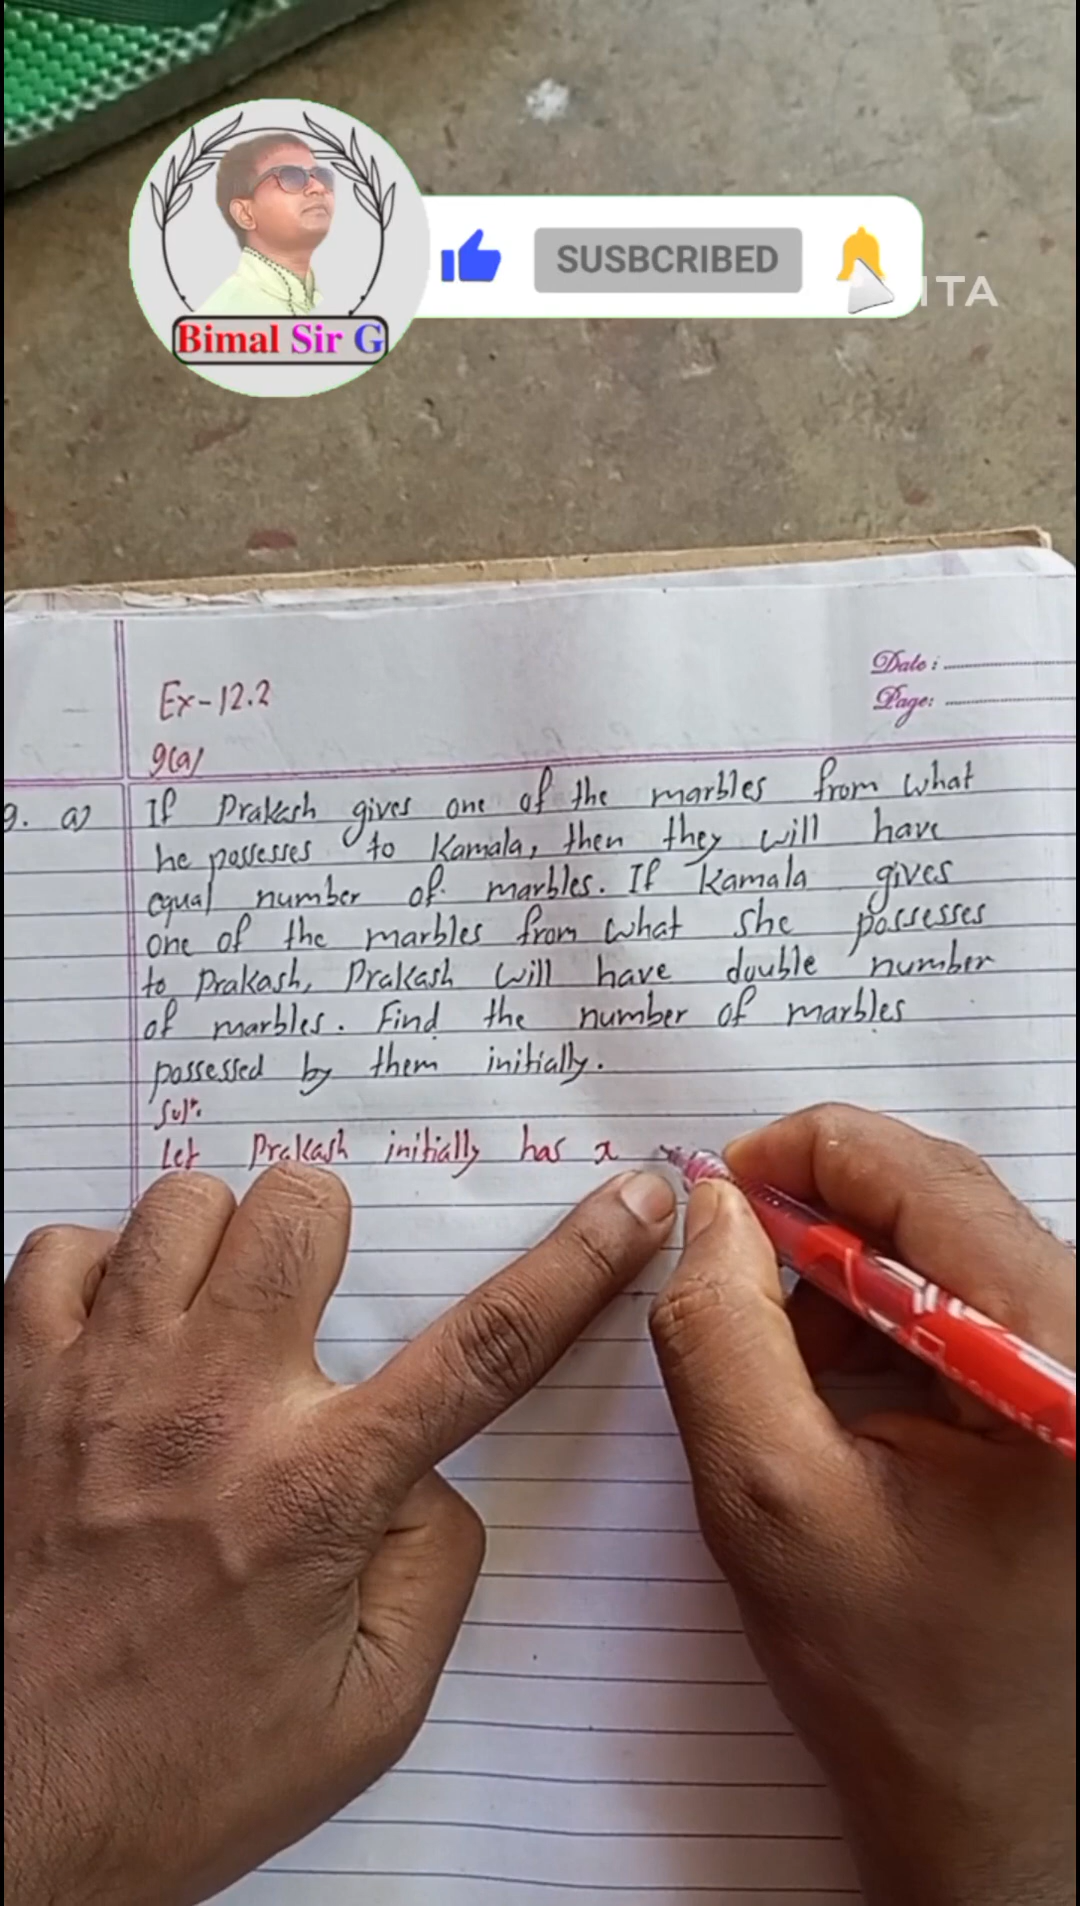 SUSBCRIBED
ITA
Bimal Sir G
Date :
Page:
Ex-12.2
9(a)
9. a) If Prakash gives one of the marbles from what
he possesses to Kamala, then they will have
equal number of marbles. If Kamala gives
one of the marbles from what she possesses
to Prakash, Prakash will have double number
of marbles. Find the number of marbles
possessed by them initially.
Solⁿ.
Let Prakash initially has x